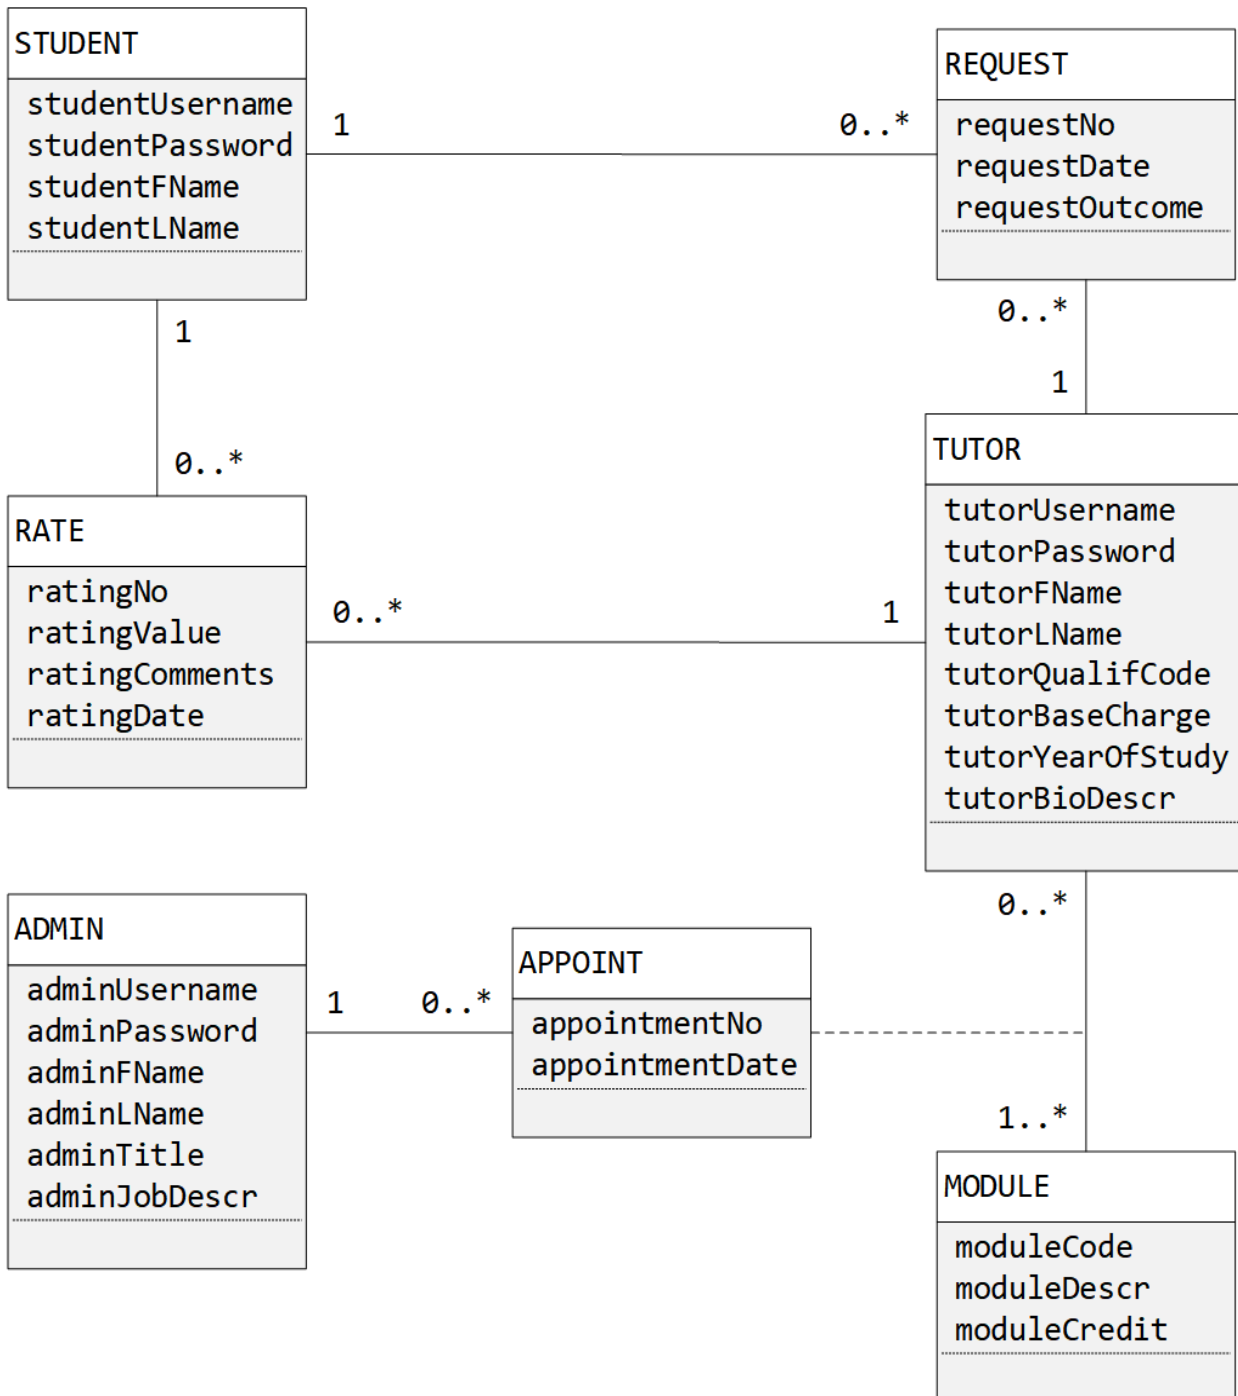 STUDENT
studentUsername
studentPassword
studentFName
studentLName
1
0..*
REQUEST
requestNo
requestDate
requestOutcome
0..*
1
1
0..*
RATE
ratingNo
ratingValue
ratingComments
ratingDate
0..*
1
TUTOR
tutorUsername
tutorPassword
tutorFName
tutorLName
tutorQualifCode
tutorBaseCharge
tutorYearOfStudy
tutorBioDescr
0..*
1..*
ADMIN
adminUsername
adminPassword
adminFName
adminLName
adminTitle
adminJobDescr
1
0..*
APPOINT
appointmentNo
appointmentDate
MODULE
moduleCode
moduleDescr
moduleCredit